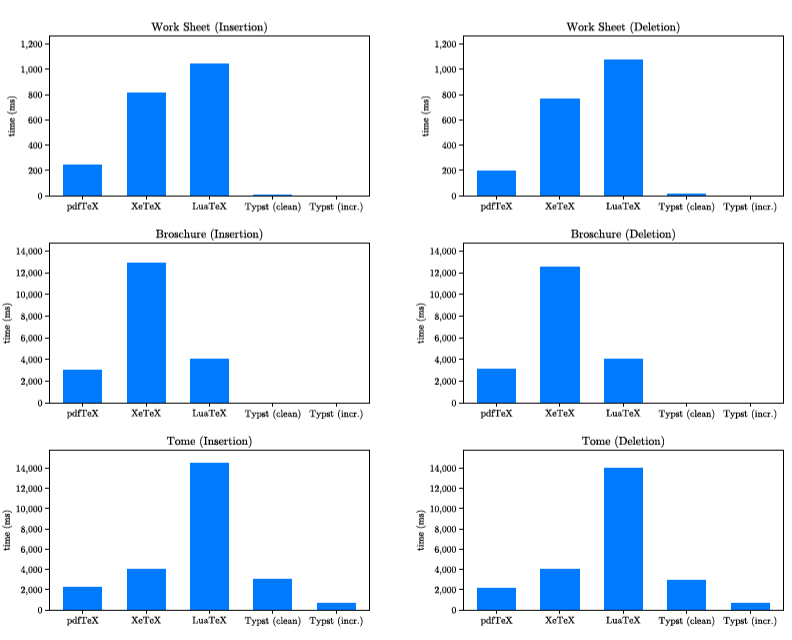 Work Sheet (Insertion)
time (ms)
1,200
1,000
800
600
400
200
0
pdfTeX XeTeX LuaTeX Typst (clean) Typst (incr.)
Work Sheet (Deletion)
time (ms)
1,200
1,000
800
600
400
200
0
pdfTeX XeTeX LuaTeX Typst (clean) Typst (incr.)
Broschure (Insertion)
time (ms)
14,000
12,000
10,000
8,000
6,000
4,000
2,000
0
pdfTeX XeTeX LuaTeX Typst (clean) Typst (incr.)
Broschure (Deletion)
time (ms)
14,000
12,000
10,000
8,000
6,000
4,000
2,000
0
pdfTeX XeTeX LuaTeX Typst (clean) Typst (incr.)
Tome (Insertion)
time (ms)
14,000
12,000
10,000
8,000
6,000
4,000
2,000
0
pdfTeX XeTeX LuaTeX Typst (clean) Typst (incr.)
Tome (Deletion)
time (ms)
14,000
12,000
10,000
8,000
6,000
4,000
2,000
0
pdfTeX XeTeX LuaTeX Typst (clean) Typst (incr.)